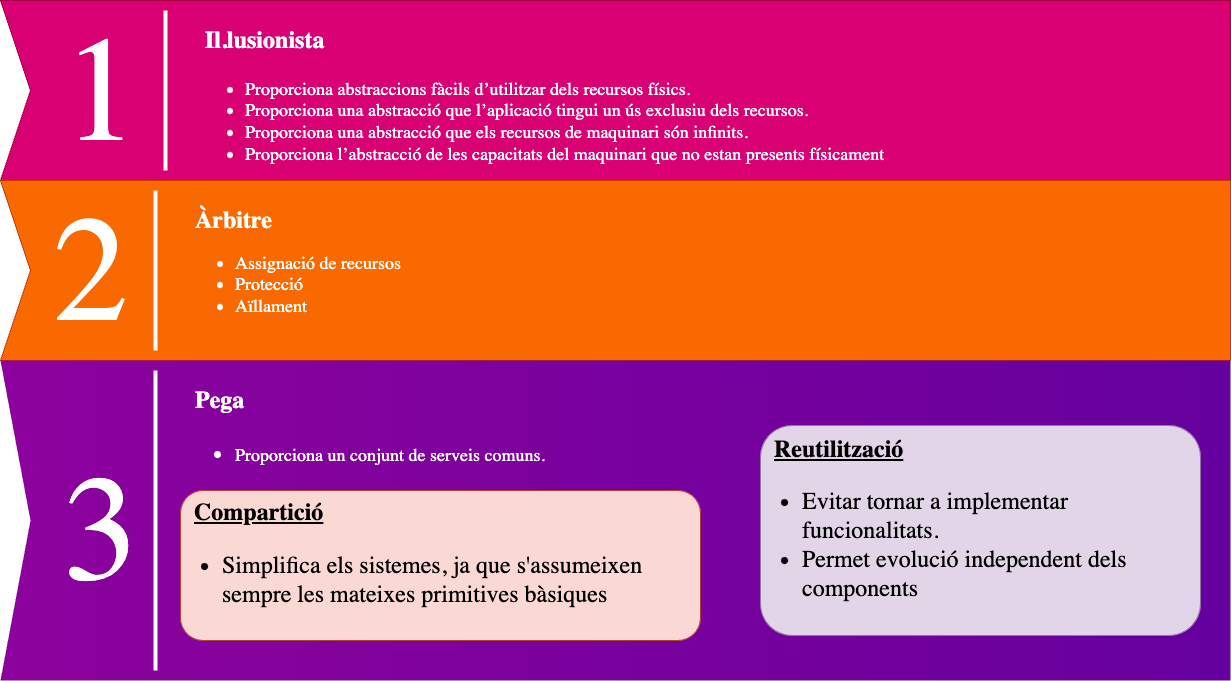 1
Il.lusionista
• Proporciona abstraccions fàcils d’utilitzar dels recursos físics.
• Proporciona una abstracció que l’aplicació tingui un ús exclusiu dels recursos.
• Proporciona una abstracció que els recursos de maquinari són infinits.
• Proporciona l’abstracció de les capacitats del maquinari que no estan presents físicament
2
Àrbitre
• Assignació de recursos
• Protecció
• Aïllament
3
Pega
• Proporciona un conjunt de serveis comuns.
Compartició
• Simplifica els sistemes, ja que s'assumeixen
sempre les mateixes primitives bàsiques
Reutilització
• Evitar tornar a implementar
funcionalitats.
• Permet evolució independent dels
components